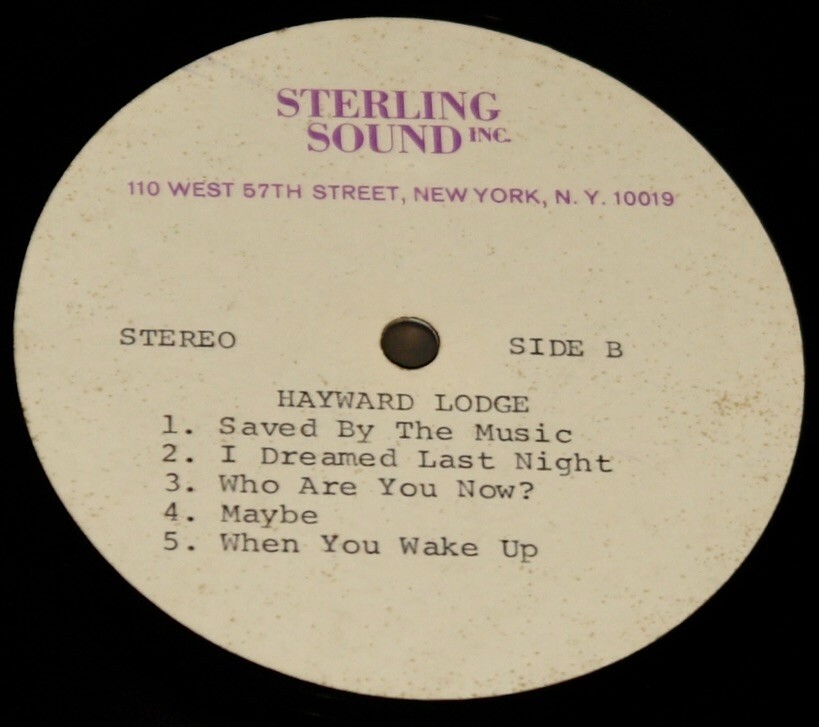 STERLING
SOUND INC.
110 WEST 57TH STREET, NEW YORK, N. Y. 10019
STEREO SIDE B
HAYWARD LODGE
1. Saved By The Music
2. I Dreamed Last Night
3. Who Are You Now?
4. Maybe
5. When You Wake Up